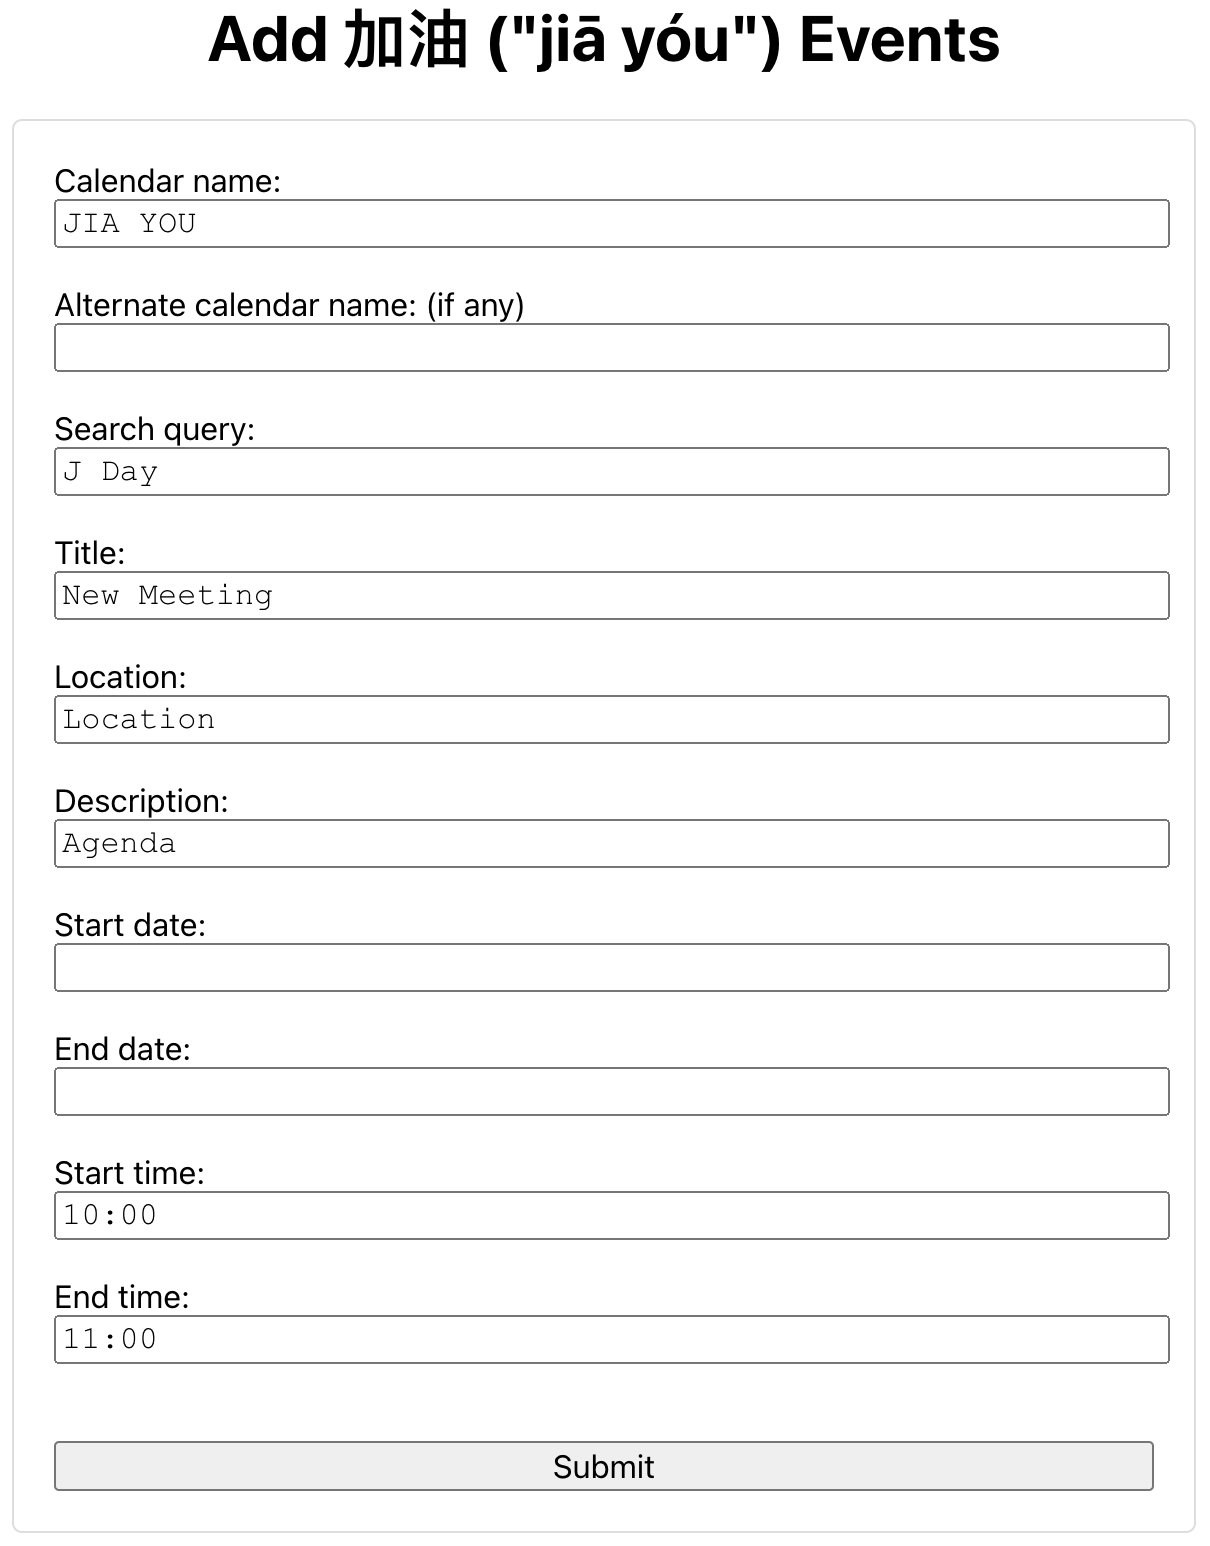 Add 加油 ("jiā yóu") Events
Calendar name:
JIA YOU
Alternate calendar name: (if any)
Search query:
J Day
Title:
New Meeting
Location:
Location
Description:
Agenda
Start date:
End date:
Start time:
10:00
End time:
11:00
Submit